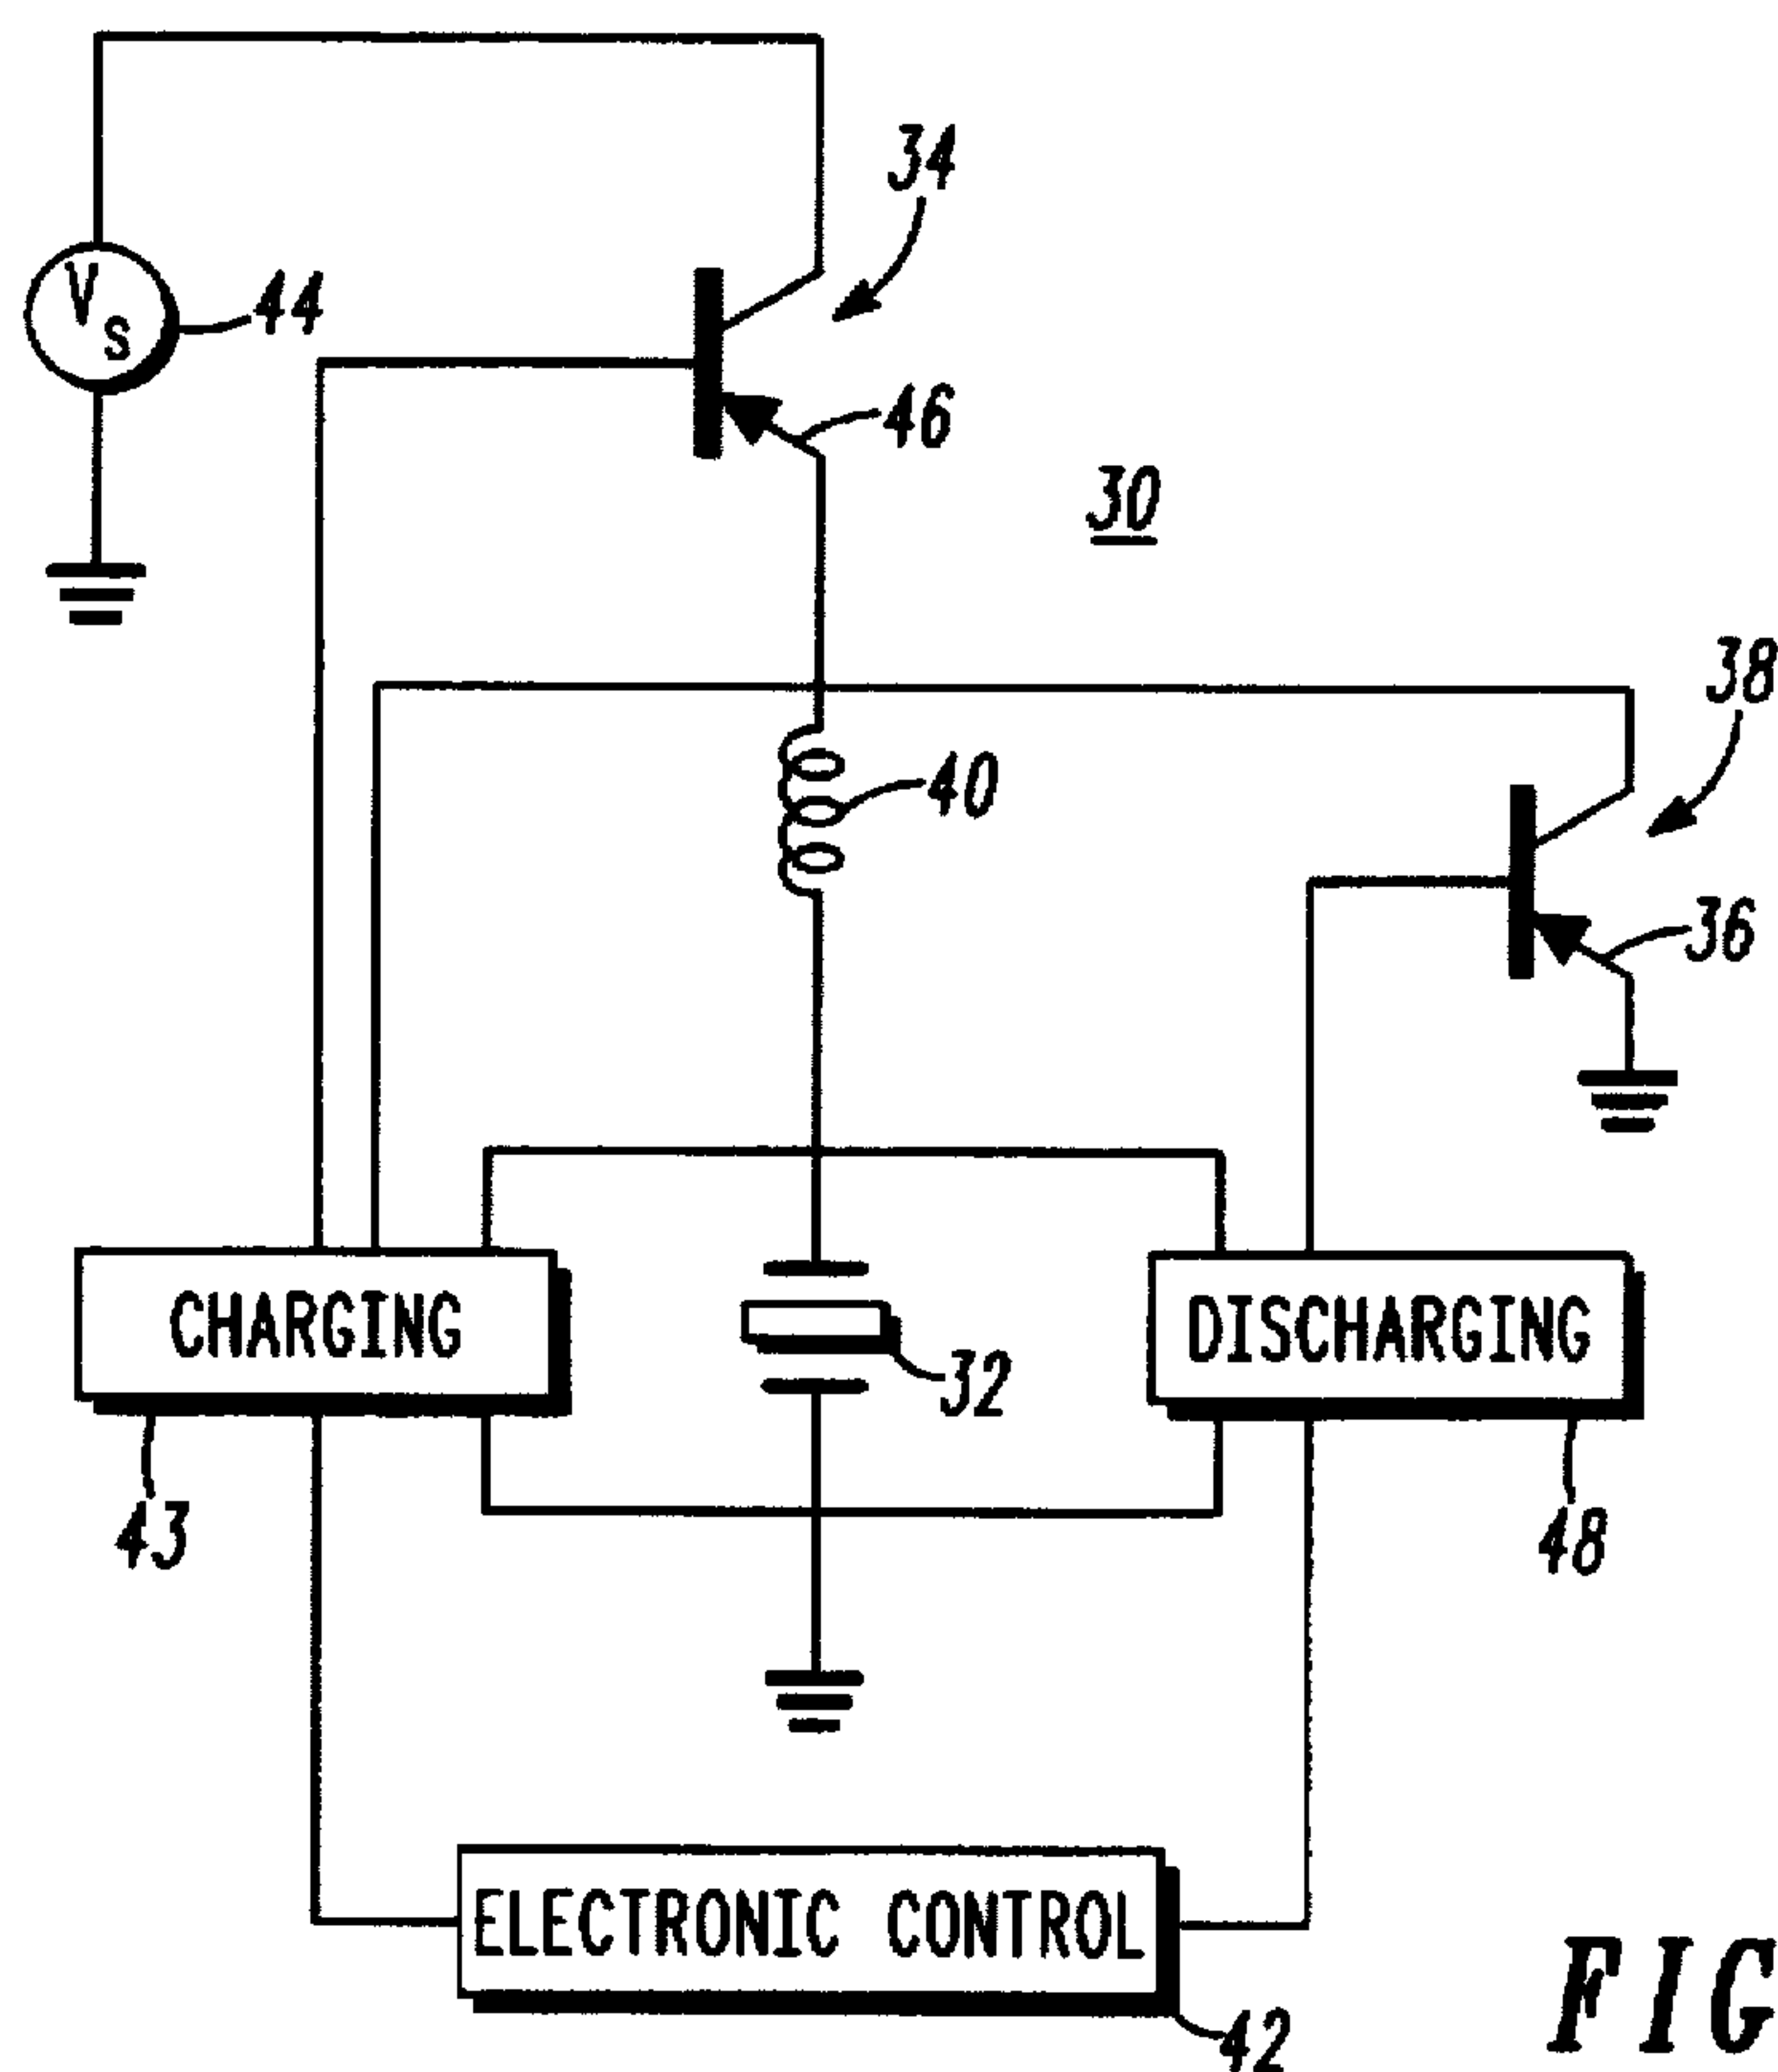 34
V
S
44
46
30
38
40
36
CHARGING
DISCHARGING
32
43
48
ELECTRONIC CONTROL
42
FIG